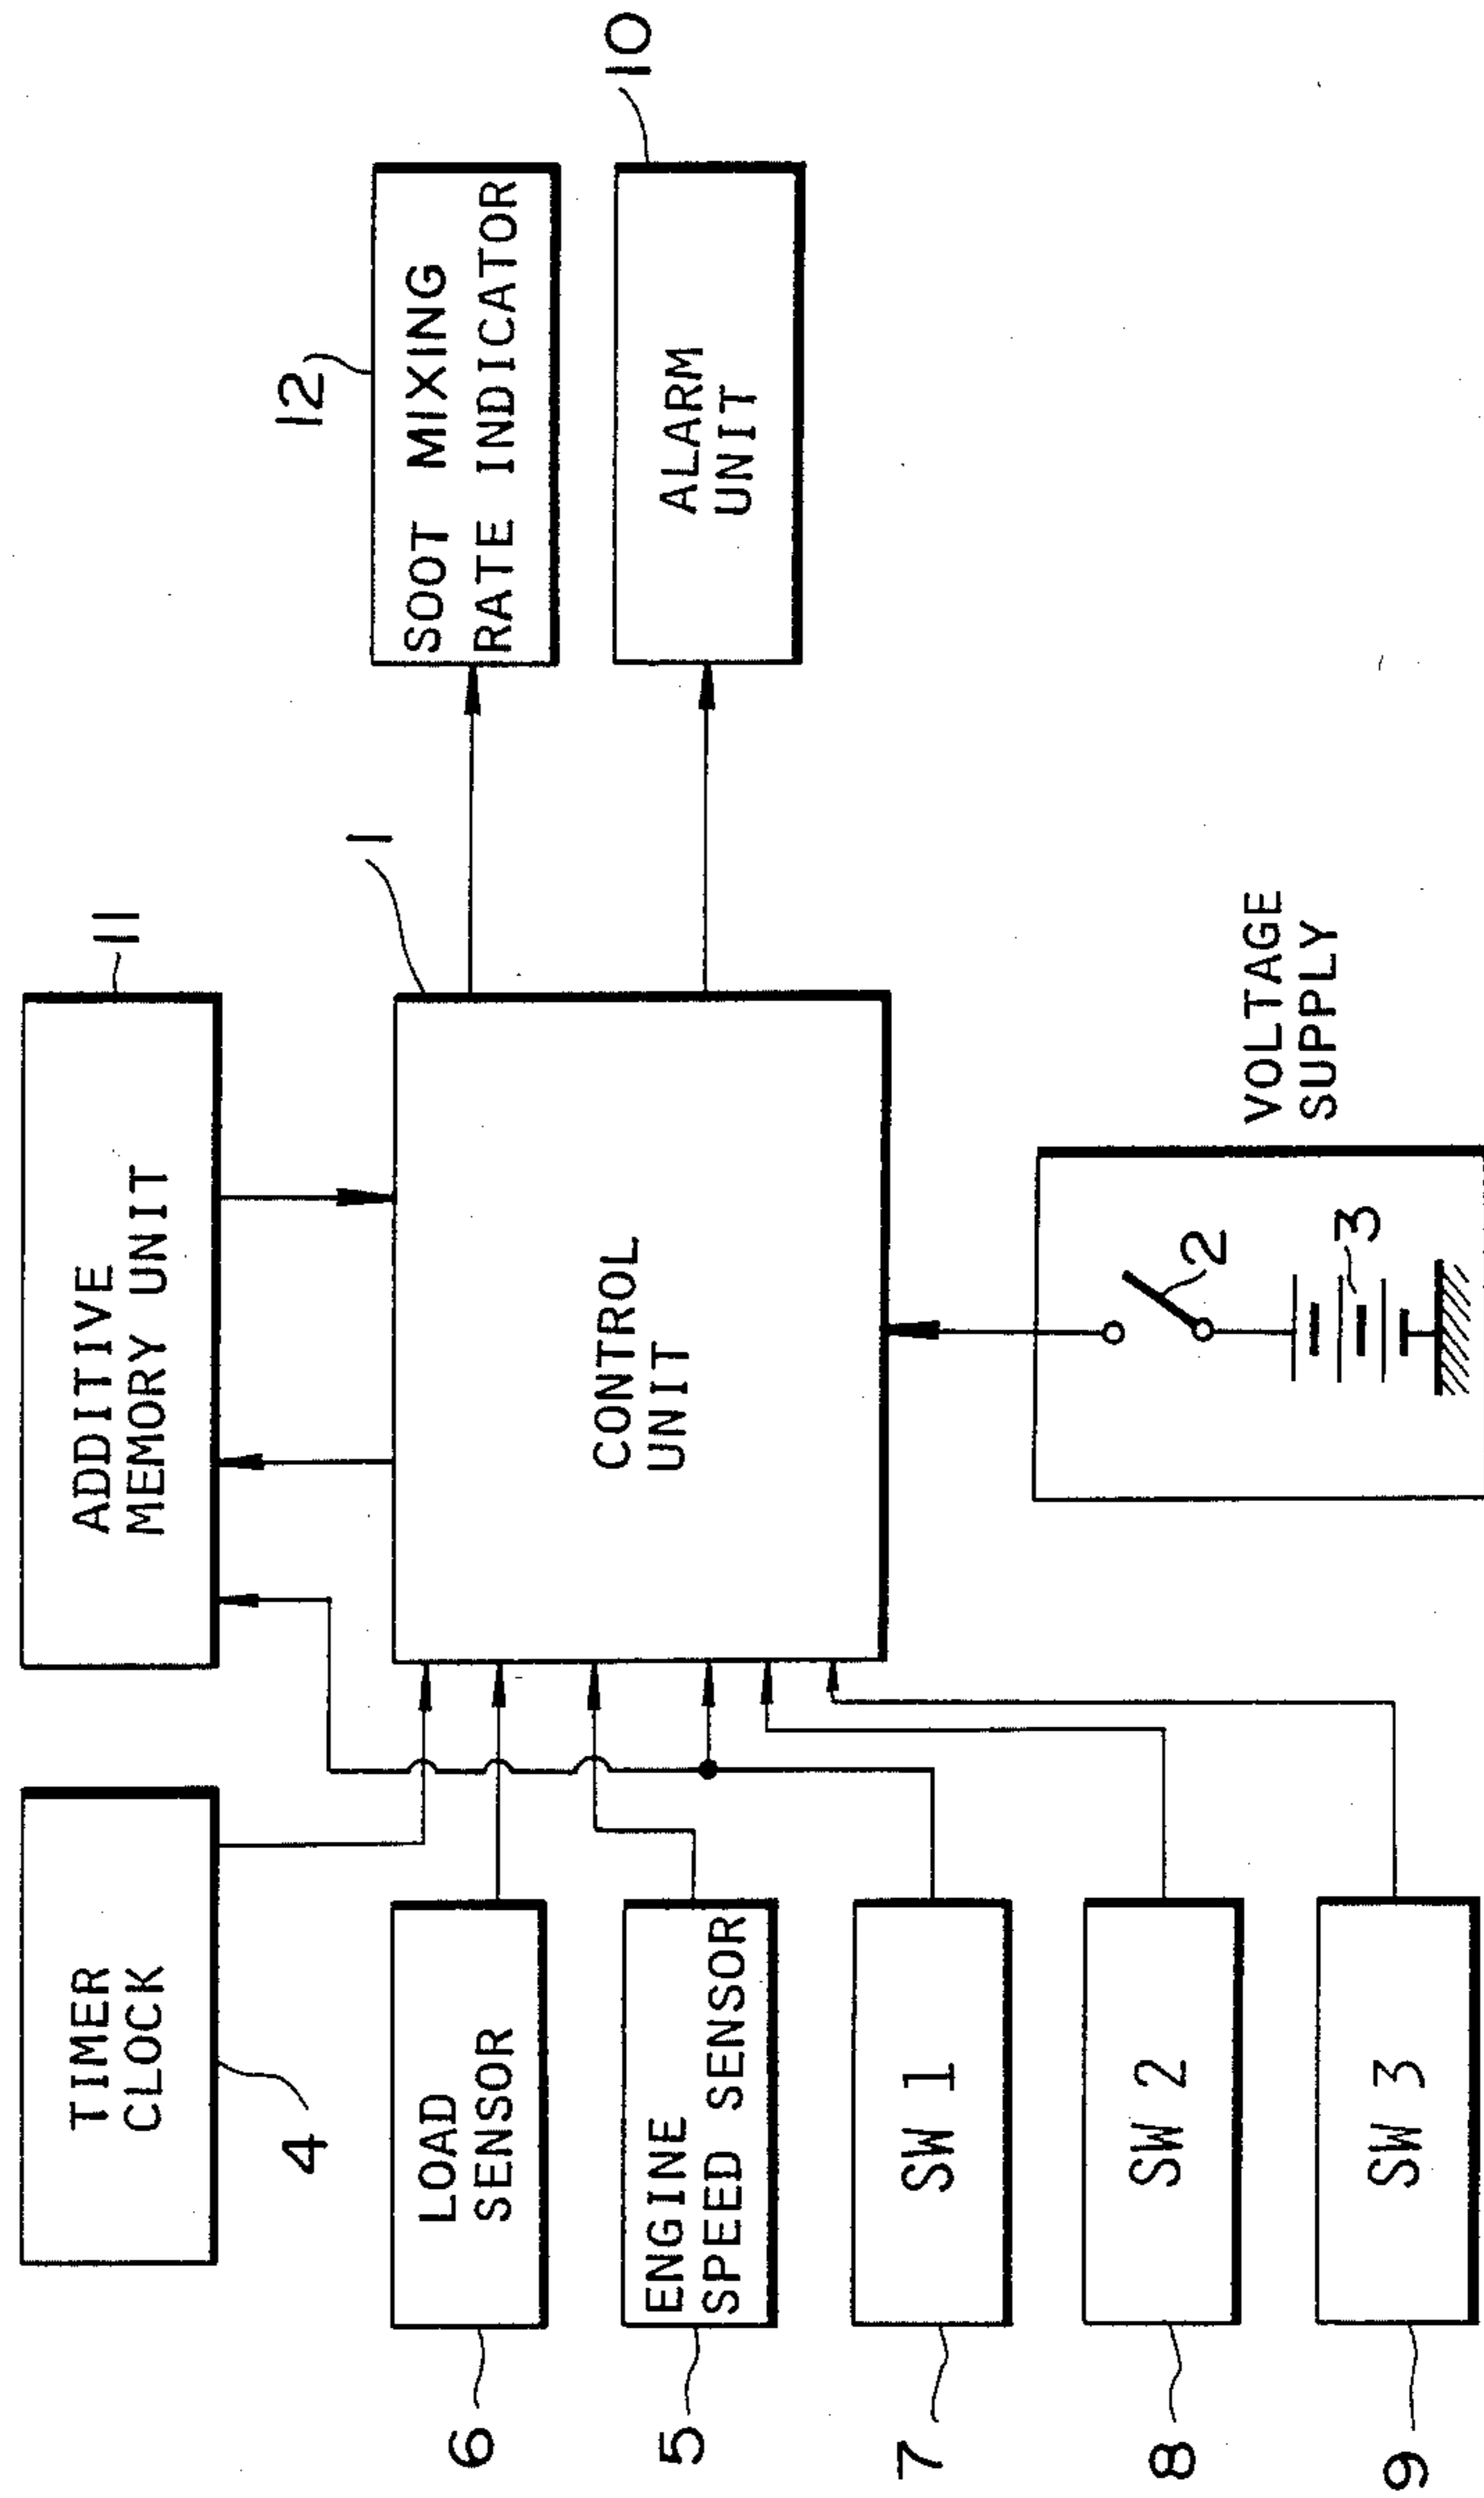 TIMER
CLOCK
4
ADDITIVE
MEMORY UNIT
11
12
SOOT MIXING
RATE INDICATOR
6
LOAD
SENSOR
1
CONTROL
UNIT
5
ENGINE
SPEED SENSOR
ALARM
UNIT
10
7
SW 1
8
SW 2
2
3
VOLTAGE
SUPPLY
9
SW 3